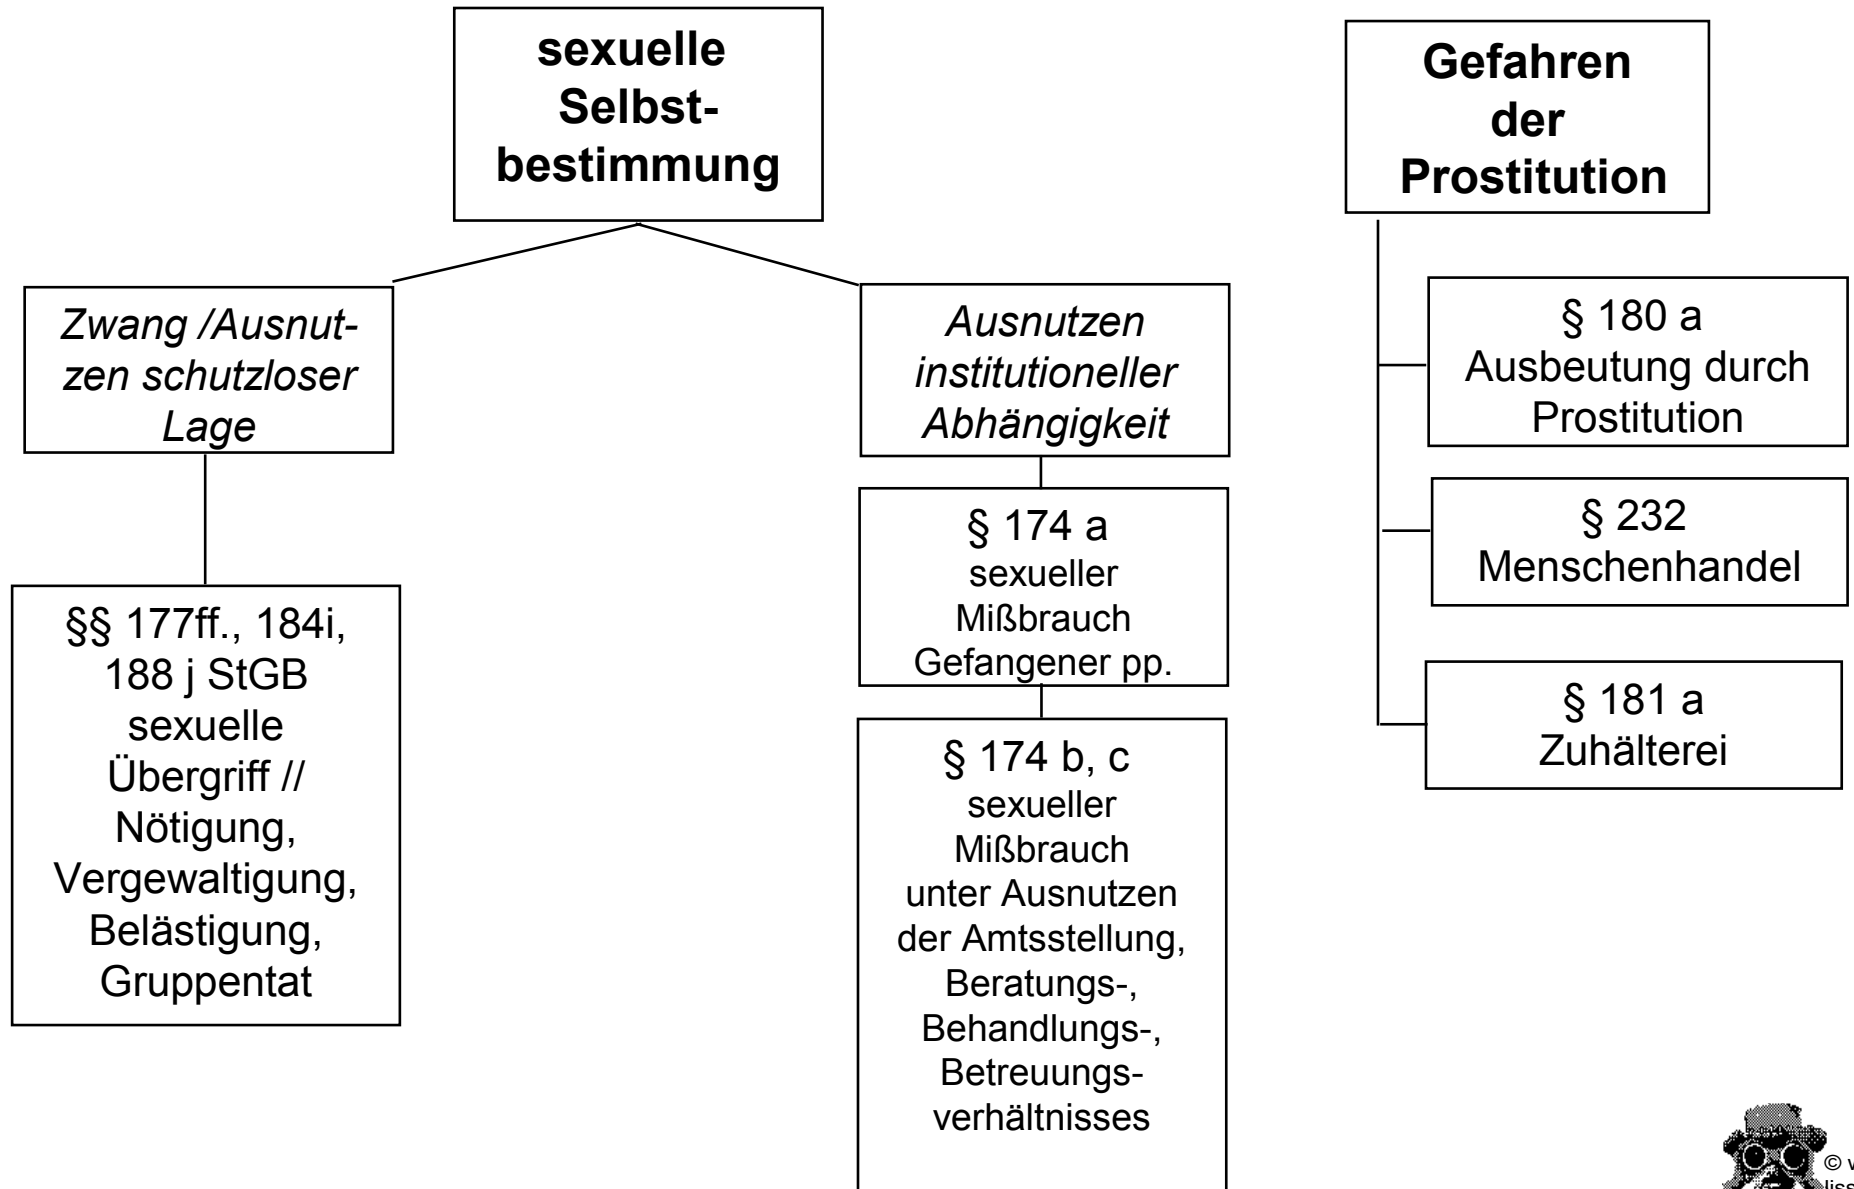 sexuelle
Selbst-
bestimmung
Zwang /Ausnut-
zen schutzloser
Lage
§§ 177ff., 184i,
188 j StGB
sexuelle
Übergriff //
Nötigung,
Vergewaltigung,
Belästigung,
Gruppentat
Ausnutzen
institutioneller
Abhängigkeit
§ 174 a
sexueller
Mißbrauch
Gefangener pp.
§ 174 b, c
sexueller
Mißbrauch
unter Ausnutzen
der Amtsstellung,
Beratungs-,
Behandlungs-,
Betreuungs-
verhältnisses
Gefahren
der
Prostitution
§ 180 a
Ausbeutung durch
Prostitution
§ 232
Menschenhandel
§ 181 a
Zuhälterei
©